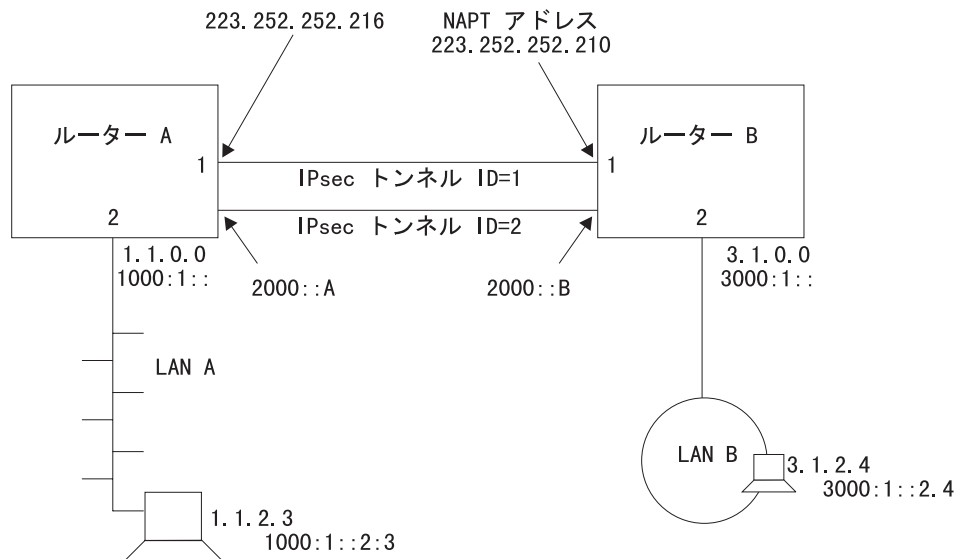 223.252.252.216
NAPT アドレス
223.252.252.210
ルーター A
ルーター B
1
1
IPsec トンネル ID=1
IPsec トンネル ID=2
2
2
1.1.0.0
1000:1::
3.1.0.0
3000:1::
2000::A
2000::B
LAN A
LAN B
3.1.2.4
3000:1::2.4
1.1.2.3
1000:1::2:3